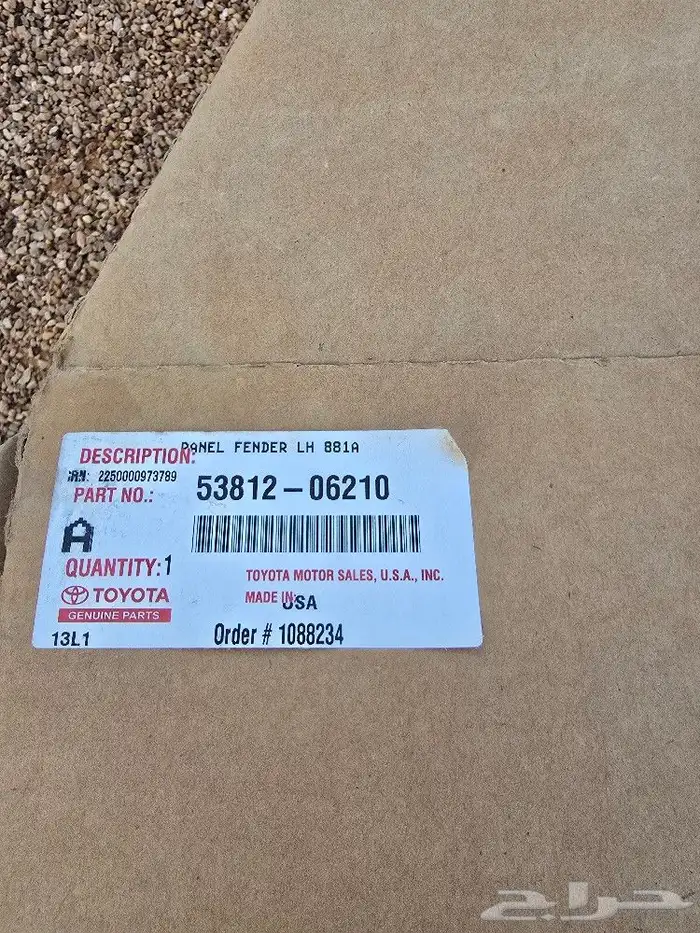 PANEL FENDER LH 881A
DESCRIPTION:
IRN: 2250000973789
PART NO.: 53812-06210
A
QUANTITY:1
TOYOTA MOTOR SALES, U.S.A., INC.
TOYOTA
MADE IN: USA
GENUINE PARTS
13L1 Order # 1088234
حراج